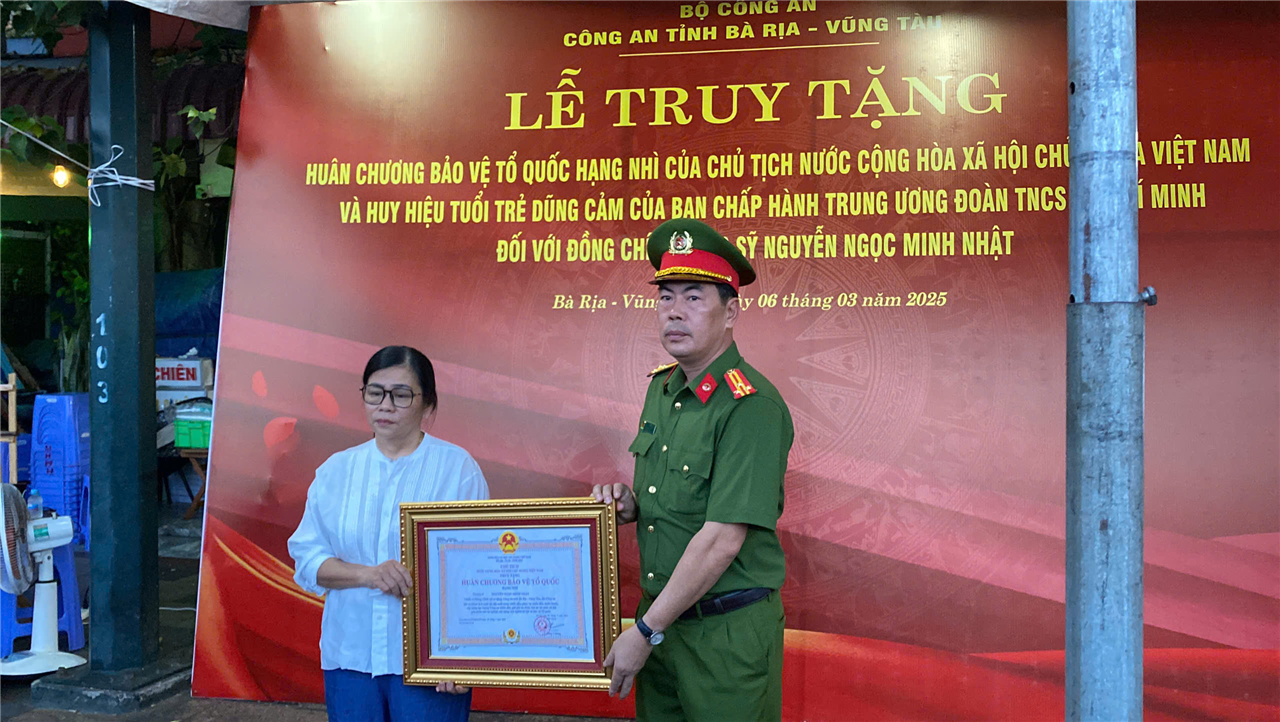 BỘ CÔNG AN
CÔNG AN TỈNH BÀ RỊA - VŨNG TÀU
LỄ TRUY TẶNG
HUÂN CHƯƠNG BẢO VỆ TỔ QUỐC HẠNG NHÌ CỦA CHỦ TỊCH NƯỚC CỘNG HÒA XÃ HỘI CHỦ VIỆT NAM
VÀ HUY HIỆU TUỔI TRẺ DŨNG CẢM CỦA BAN CHẤP HÀNH TRUNG ƯƠNG ĐOÀN TNCS MINH
ĐỐI VỚI ĐỒNG SỸ NGUYỄN NGỌC MINH NHẬT
Bà Rịa - Vũng 06 tháng 03 năm 2025
103
CHIÊN
HUÂN CHƯƠNG BẢO VỆ TỔ QUỐC